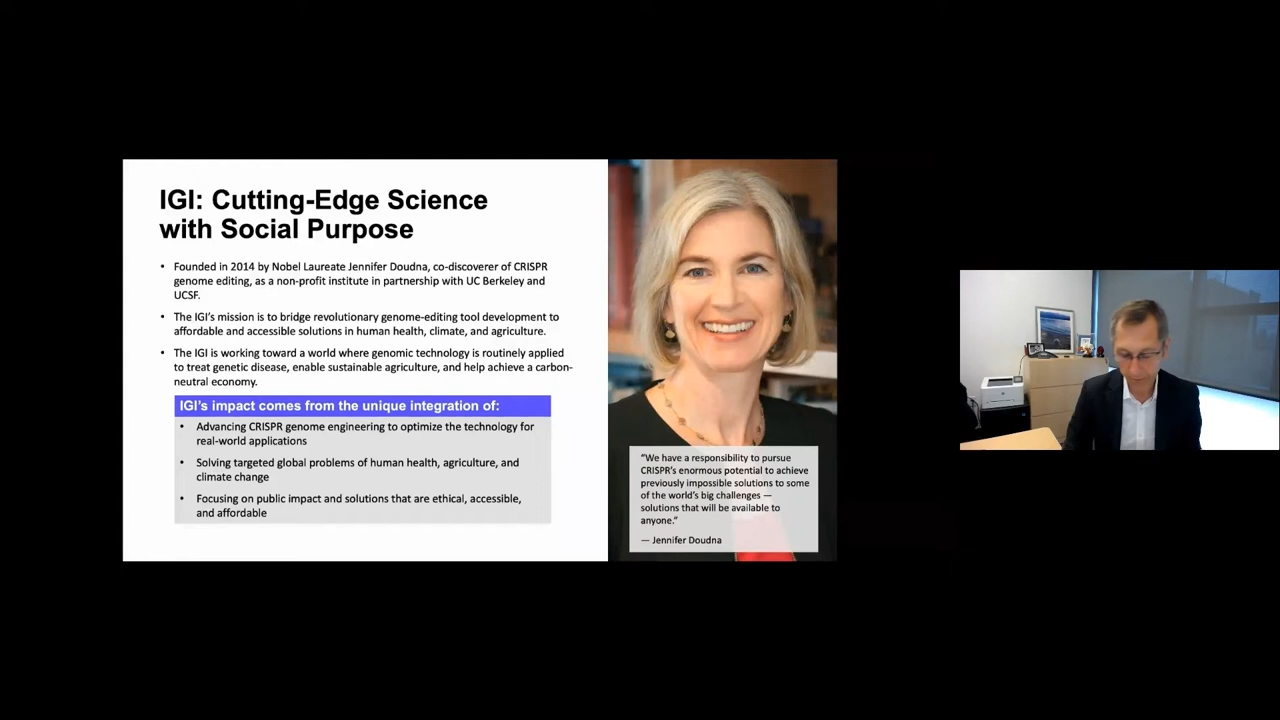 IGI: Cutting-Edge Science
with Social Purpose
• Founded in 2014 by Nobel Laureate Jennifer Doudna, co-discoverer of CRISPR
genome editing, as a non-profit institute in partnership with UC Berkeley and
UCSF.
• The IGI's mission is to bridge revolutionary genome-editing tool development to
affordable and accessible solutions in human health, climate, and agriculture.
• The IGI is working toward a world where genomic technology is routinely applied
to treat genetic disease, enable sustainable agriculture, and help achieve a carbon-
neutral economy.
IGI's impact comes from the unique integration of:
• Advancing CRISPR genome engineering to optimize the technology for
real-world applications
• Solving targeted global problems of human health, agriculture, and
climate change
• Focusing on public impact and solutions that are ethical, accessible,
and affordable
“We have a responsibility to pursue
CRISPR's enormous potential to achieve
previously impossible solutions to some
of the world's big challenges —
solutions that will be available to
anyone.”
— Jennifer Doudna